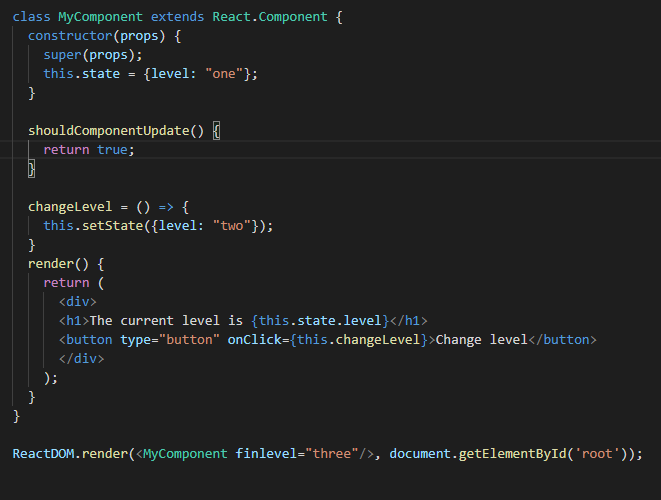 class MyComponent extends React.Component {
  constructor(props) {
    super(props);
    this.state = {level: "one"};
  }

  shouldComponentUpdate() {
    return true;
  }

  changeLevel = () => {
    this.setState({level: "two"});
  }
  render() {
    return (
      <div>
      <h1>The current level is {this.state.level}</h1>
      <button type="button" onClick={this.changeLevel}>Change level</button>
      </div>
    );
  }
}

ReactDOM.render(<MyComponent finlevel="three"/>, document.getElementById('root'));